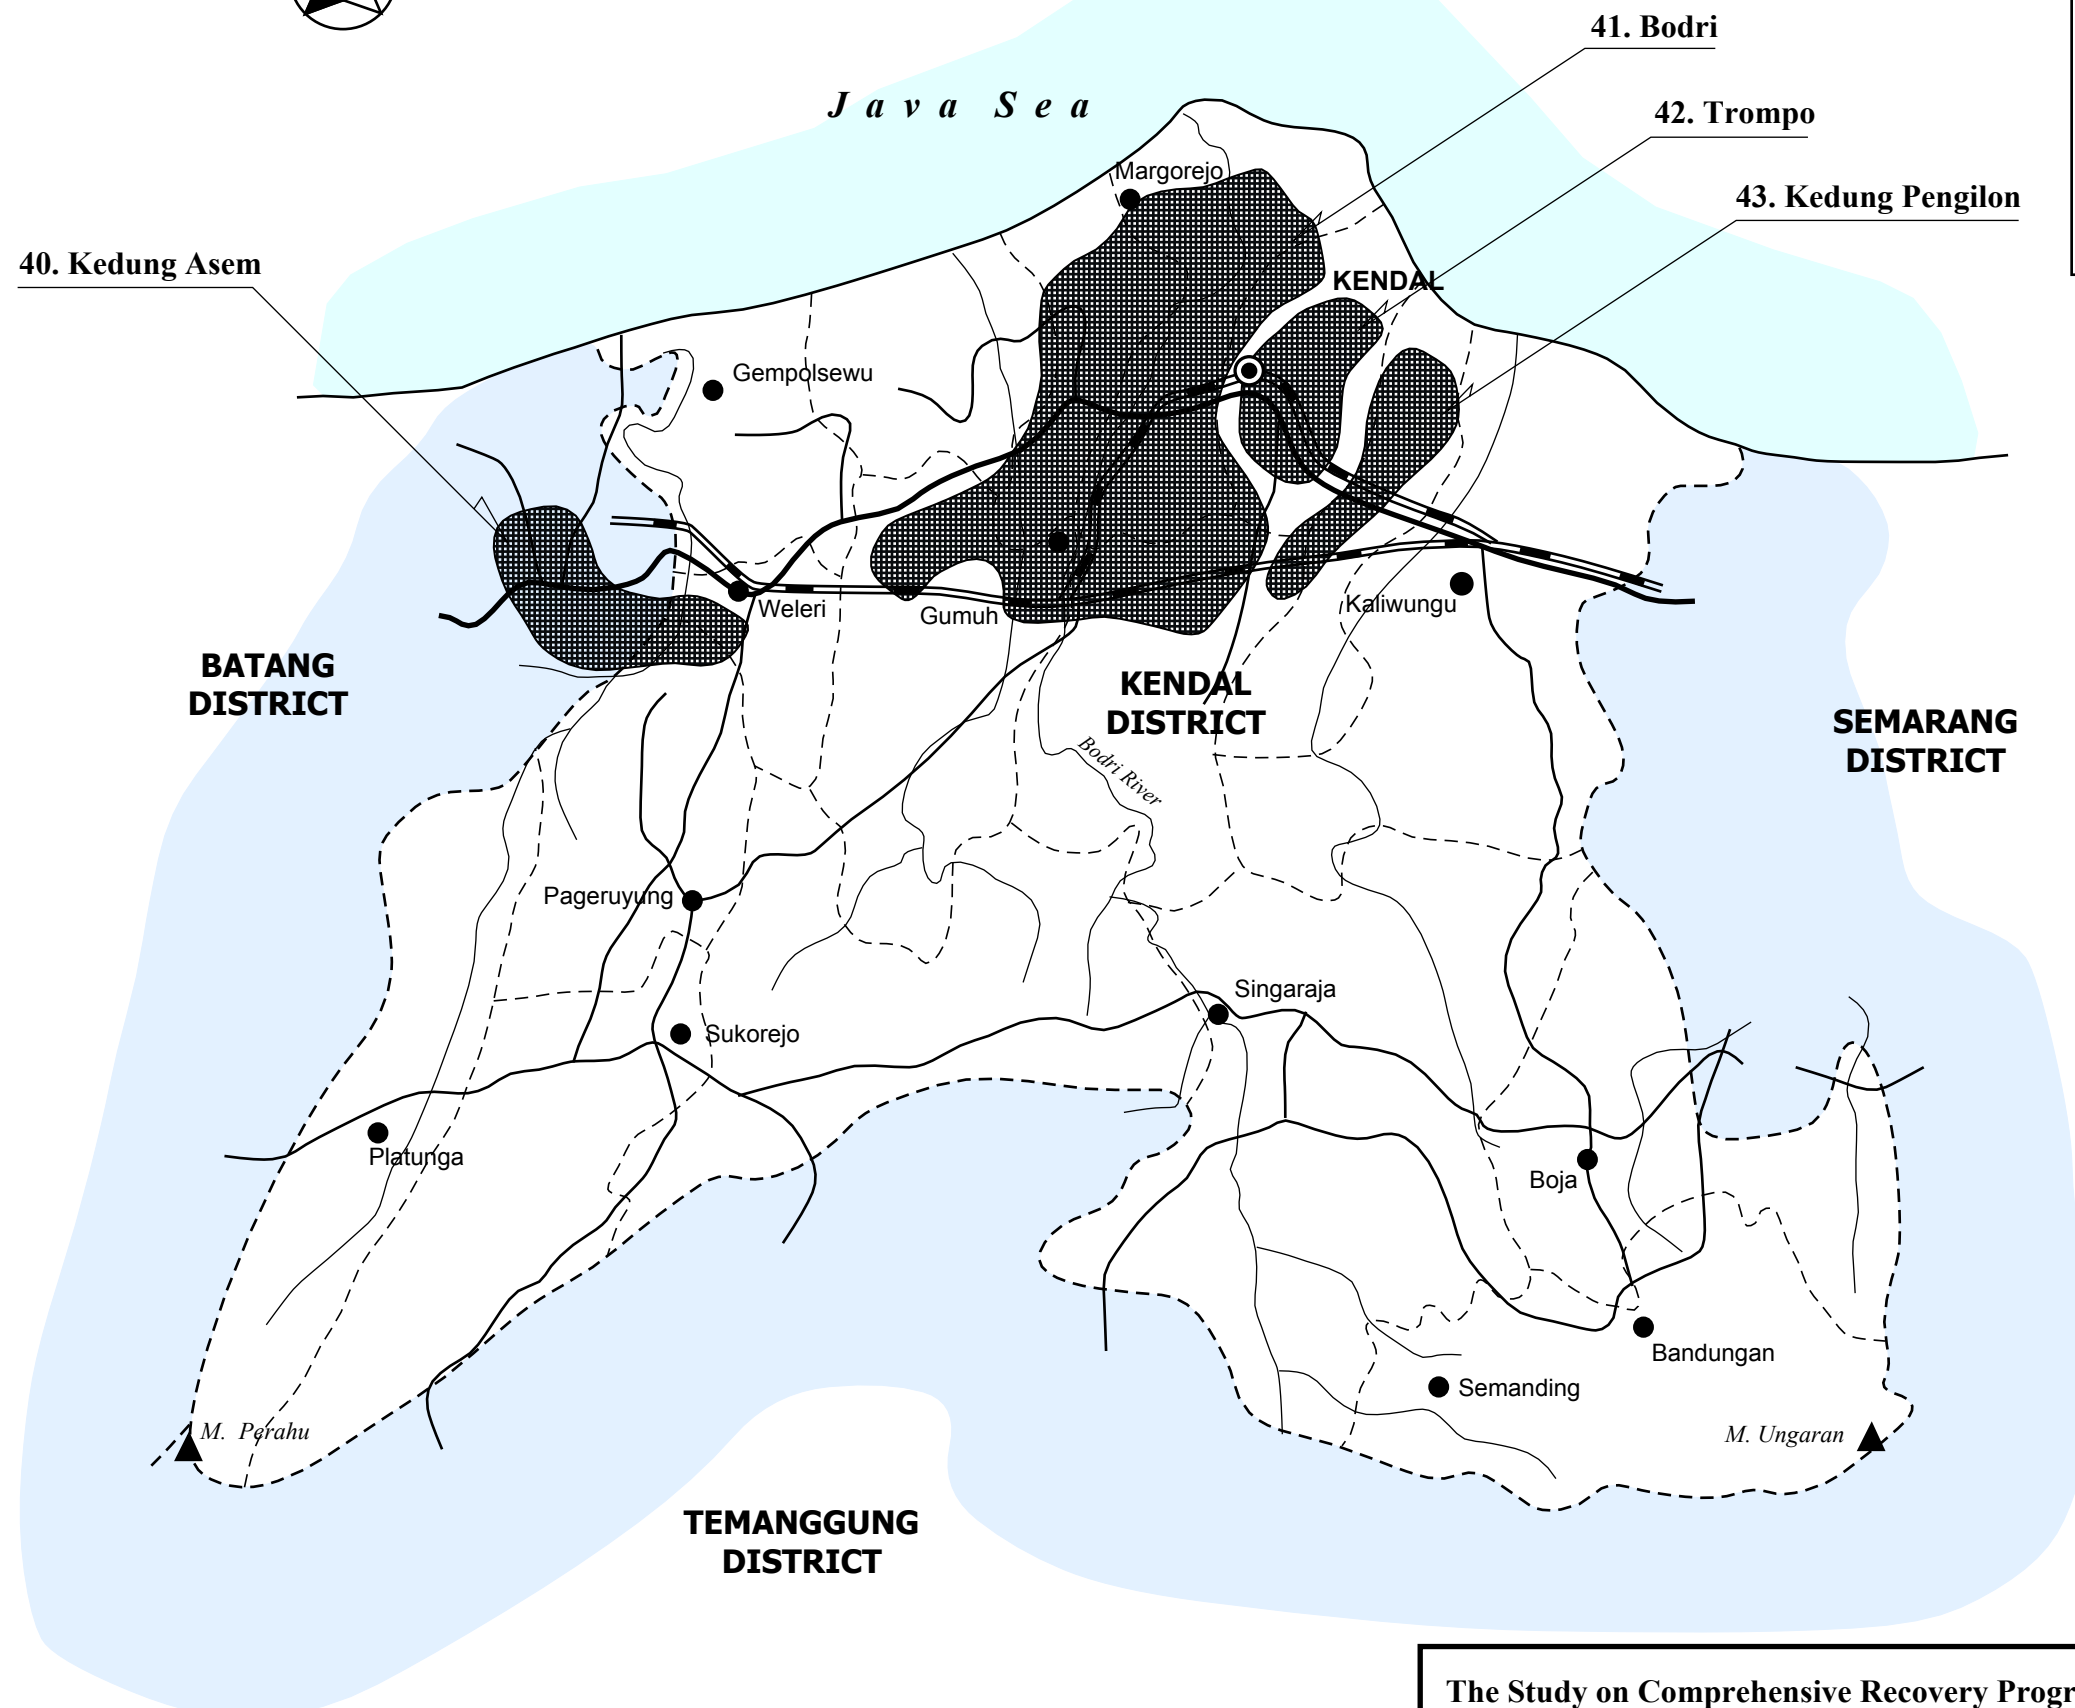 41. Bodri
J a v a  S e a
42. Trompo
Margorejo
43. Kedung Pengilon
40. Kedung Asem
KENDAL
Gempolsewu
Weleri
Gumuh
Kaliwungu
BATANG
DISTRICT
KENDAL
DISTRICT
SEMARANG
DISTRICT
Bodri River
Pageruyung
Singaraja
Sukorejo
Platunga
Boja
Bandungan
Semanding
M. Perahu
M. Ungaran
TEMANGGUNG
DISTRICT
The Study on Comprehensive Recovery Progr